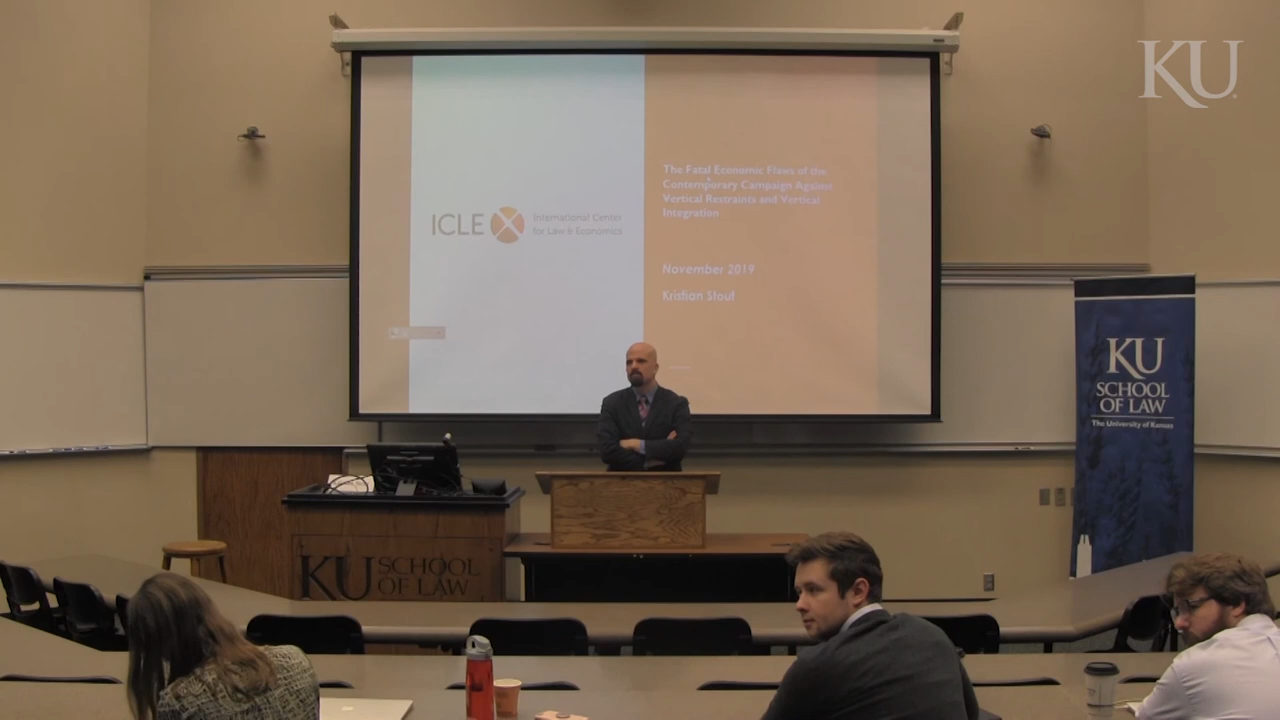 KU
The Fatal Economic Flaws of the
Contemporary Campaign Against
Vertical Restraints and Vertical
Integration
ICLE International Center
for Law & Economics
November 2019
Kristian Stout
KU
SCHOOL
OF LAW
The University of Kansas
KU SCHOOL
OF LAW